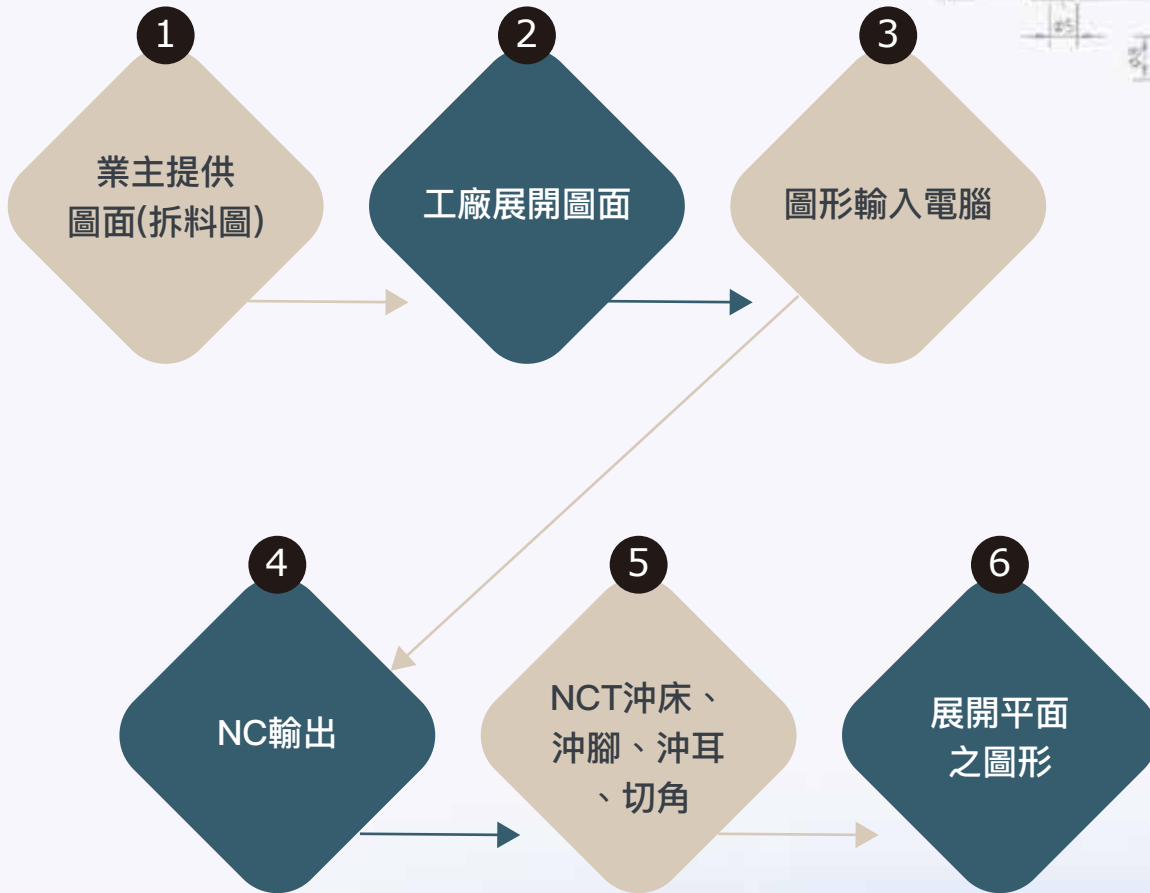 1
業主提供
圖面(拆料圖)
2
工廠展開圖面
3
圖形輸入電腦
4
NC輸出
5
NCT沖床、
沖腳、沖耳
、切角
6
展開平面
之圖形